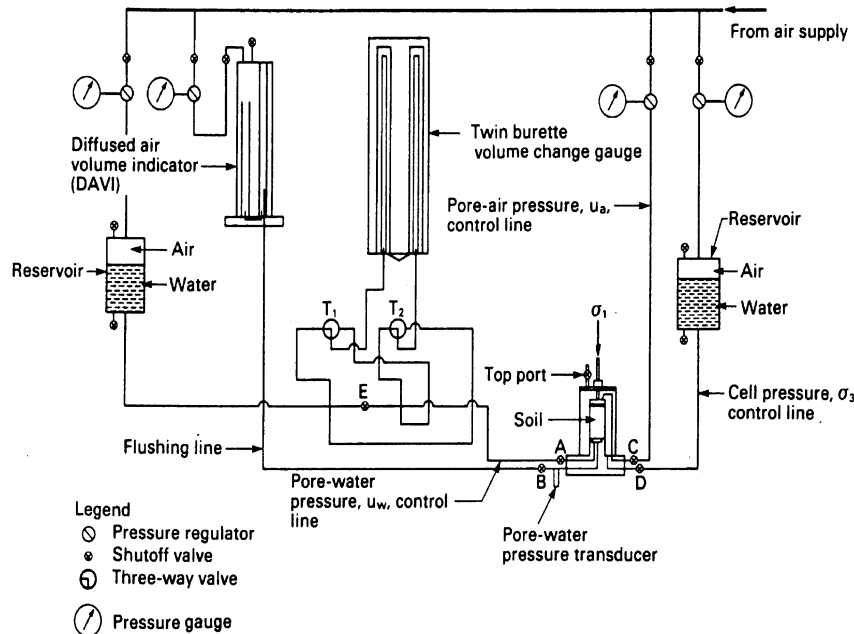 From air supply
Diffused air
volume indicator
(DAVI)
Twin burette
volume change gauge
Pore-air pressure, uₐ,
control line
Reservoir
Air
Water
Reservoir
Air
Water
T₁
T₂
σ₁
Top port
E
Soil
Cell pressure, σ₃
control line
Flushing line
A
C
B
D
Pore-water
pressure, u_w, control
line
Pore-water
pressure transducer
Legend
Pressure regulator
Shutoff valve
Three-way valve
Pressure gauge